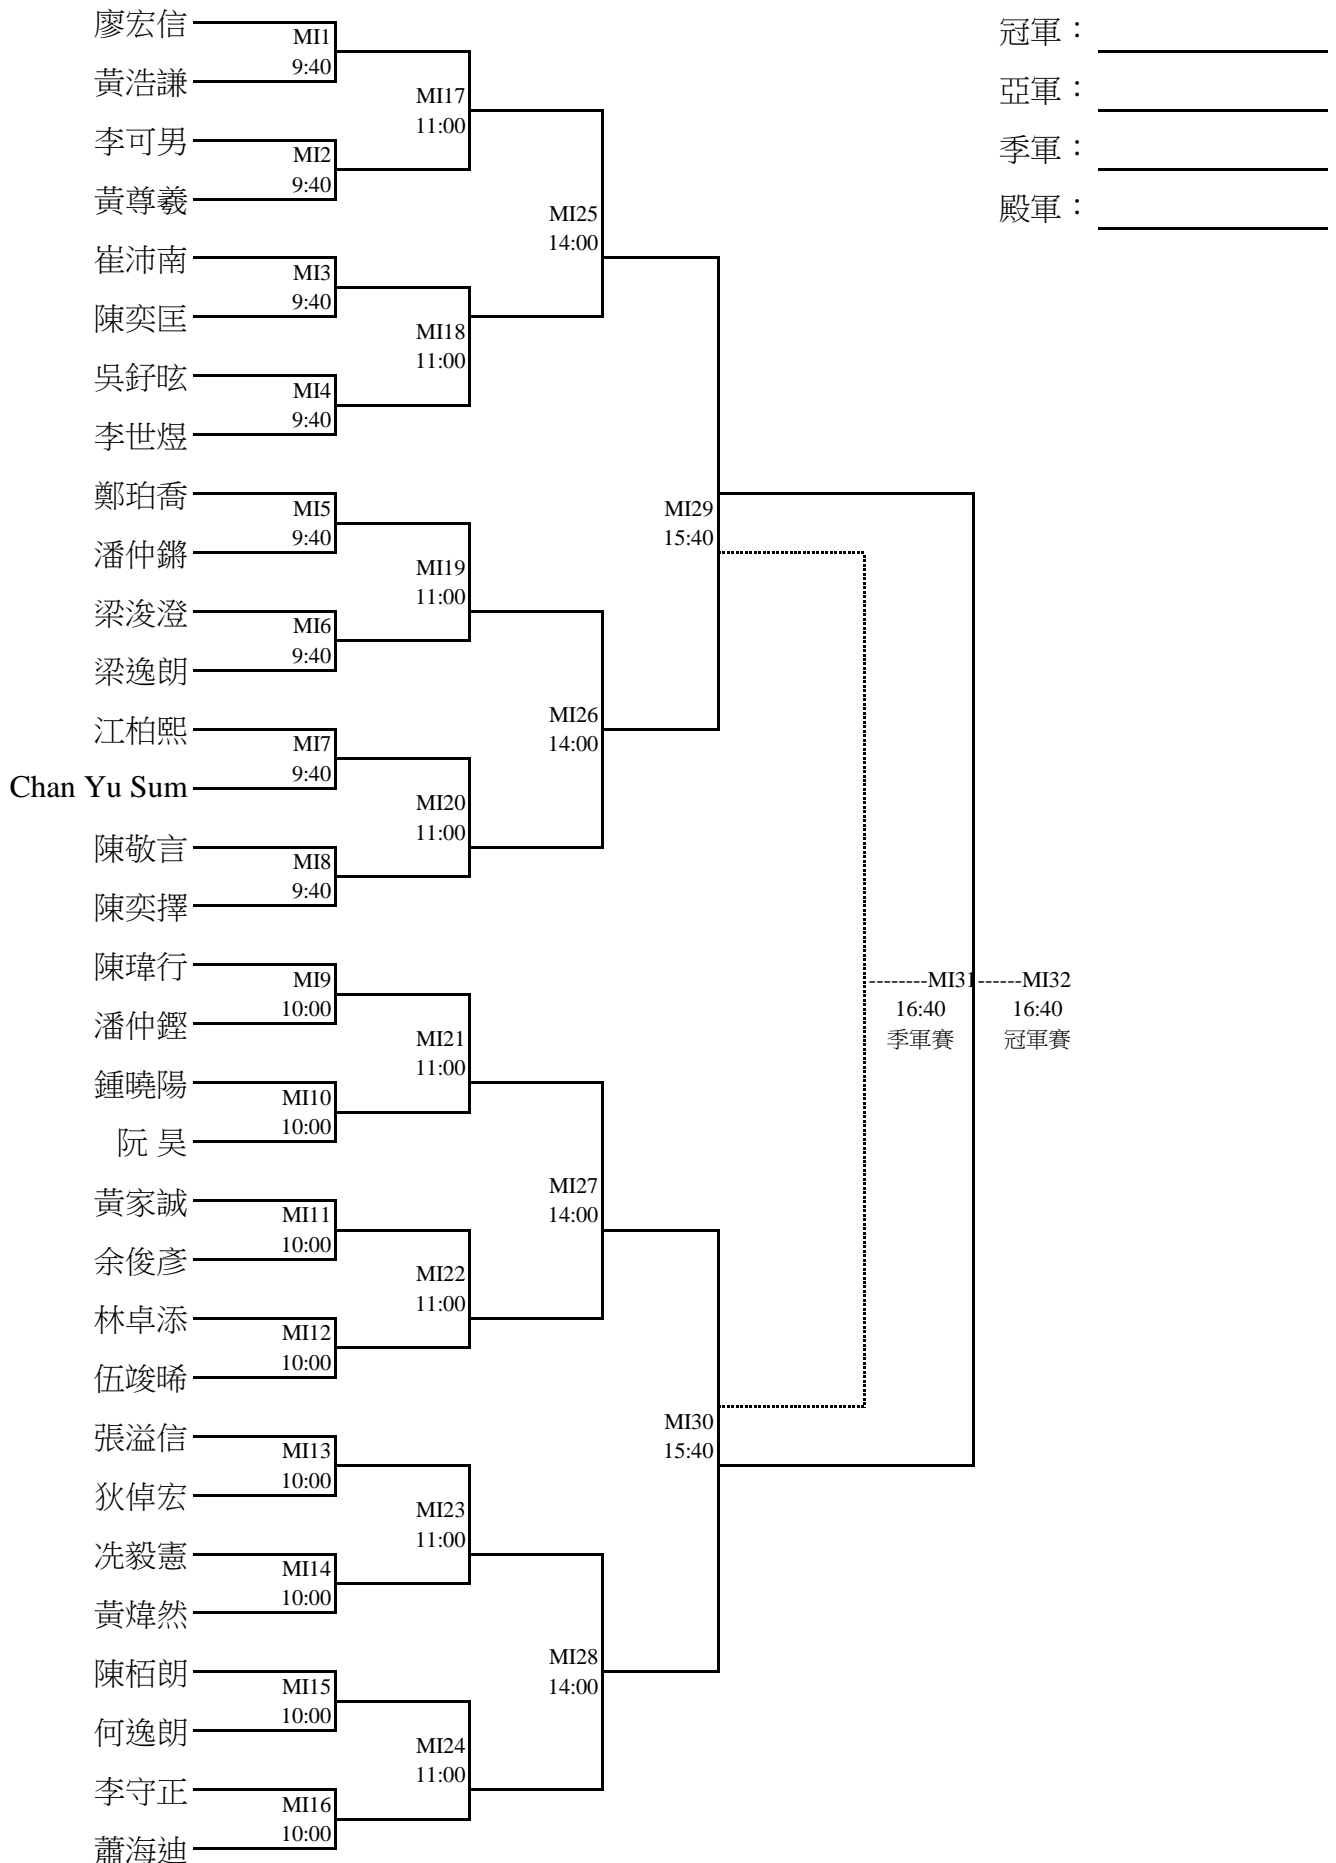 廖宏信
MI1
9:40
黃浩謙
MI17
11:00
李可男
MI2
9:40
黃尊羲
MI25
14:00
崔沛南
MI3
9:40
陳奕匡
MI18
11:00
吳釨昡
MI4
9:40
李世煜
鄭珀喬
MI5
9:40
潘仲鏘
MI29
15:40
MI19
11:00
梁浚澄
MI6
9:40
梁逸朗
江柏熙
MI26
14:00
MI7
9:40
Chan Yu Sum
MI20
11:00
陳敬言
MI8
9:40
陳奕擇
陳瑋行
MI9
10:00
潘仲鏗
MI21
11:00
鍾曉陽
MI10
10:00
阮 昊
--------MI31
16:40
季軍賽
------MI32
16:40
冠軍賽
黃家誠
MI11
10:00
余俊彥
MI27
14:00
MI22
11:00
林卓添
MI12
10:00
伍竣晞
張溢信
MI13
10:00
狄倬宏
MI30
15:40
MI23
11:00
冼毅憲
MI14
10:00
黃煒然
陳栢朗
MI15
10:00
何逸朗
MI28
14:00
MI24
11:00
李守正
MI16
10:00
蕭海迪
冠軍：
亞軍：
季軍：
殿軍：